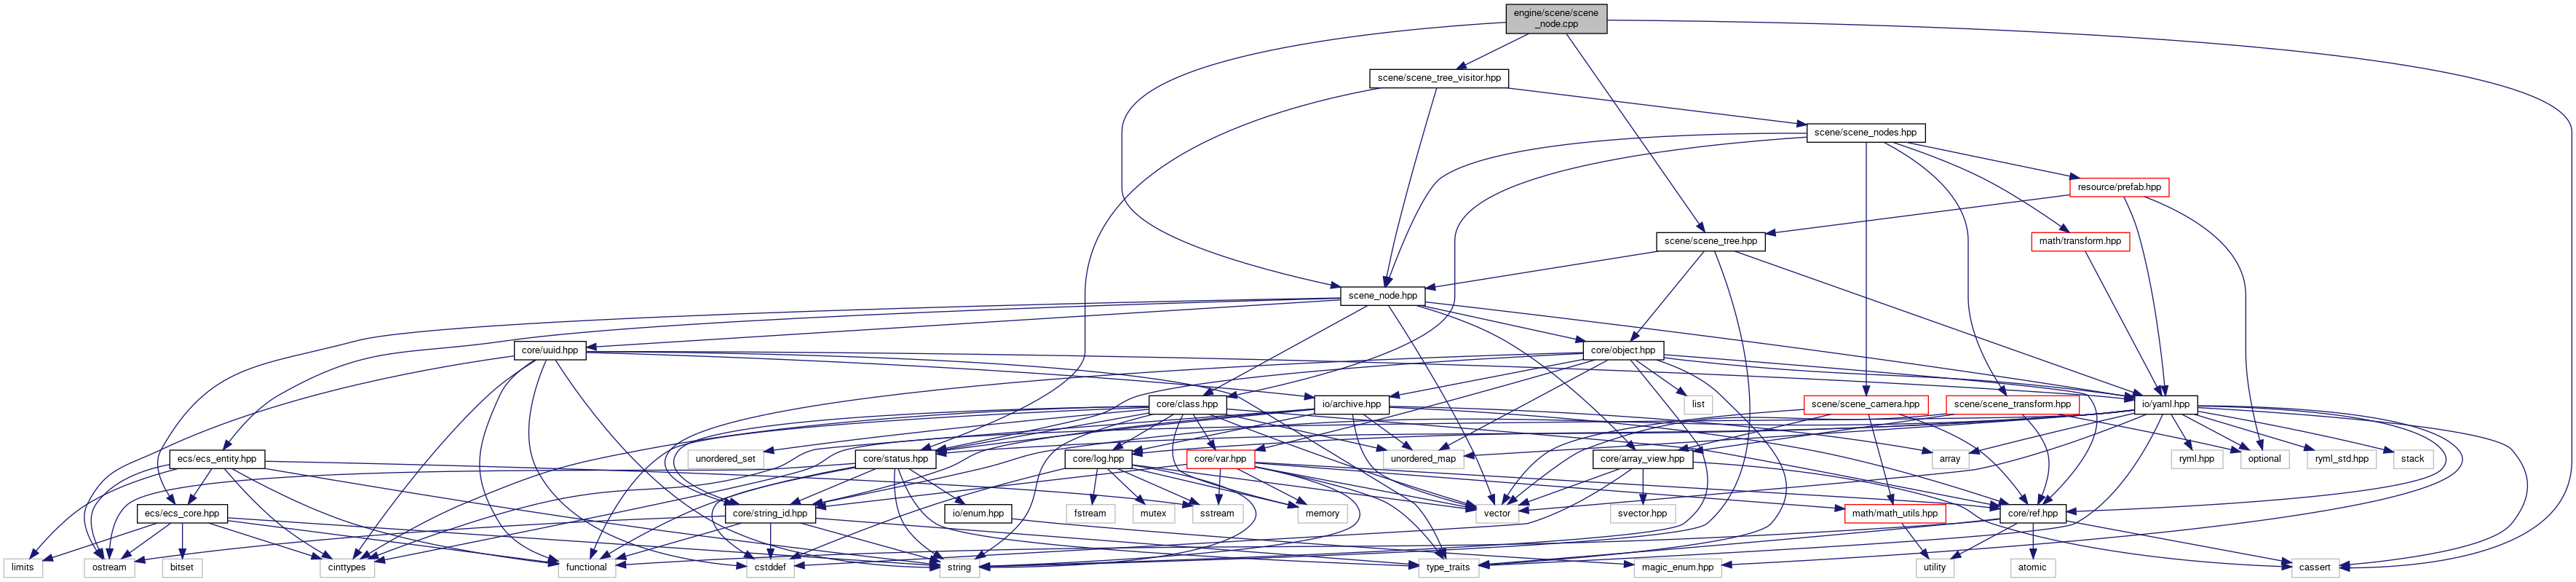 engine/scene/scene
_node.cpp
scene/scene_tree_visitor.hpp
scene/scene_nodes.hpp
resource/prefab.hpp
scene/scene_tree.hpp
math/transform.hpp
scene_node.hpp
core/uuid.hpp
core/object.hpp
core/class.hpp
io/archive.hpp
list
scene/scene_camera.hpp
scene/scene_transform.hpp
io/yaml.hpp
ecs/ecs_entity.hpp
unordered_set
core/status.hpp
core/log.hpp
core/var.hpp
unordered_map
core/array_view.hpp
array
ryml.hpp
optional
ryml_std.hpp
stack
ecs/ecs_core.hpp
core/string_id.hpp
io/enum.hpp
fstream
mutex
sstream
memory
vector
svector.hpp
math/math_utils.hpp
core/ref.hpp
limits
ostream
bitset
cinttypes
functional
cstddef
string
type_traits
magic_enum.hpp
utility
atomic
cassert